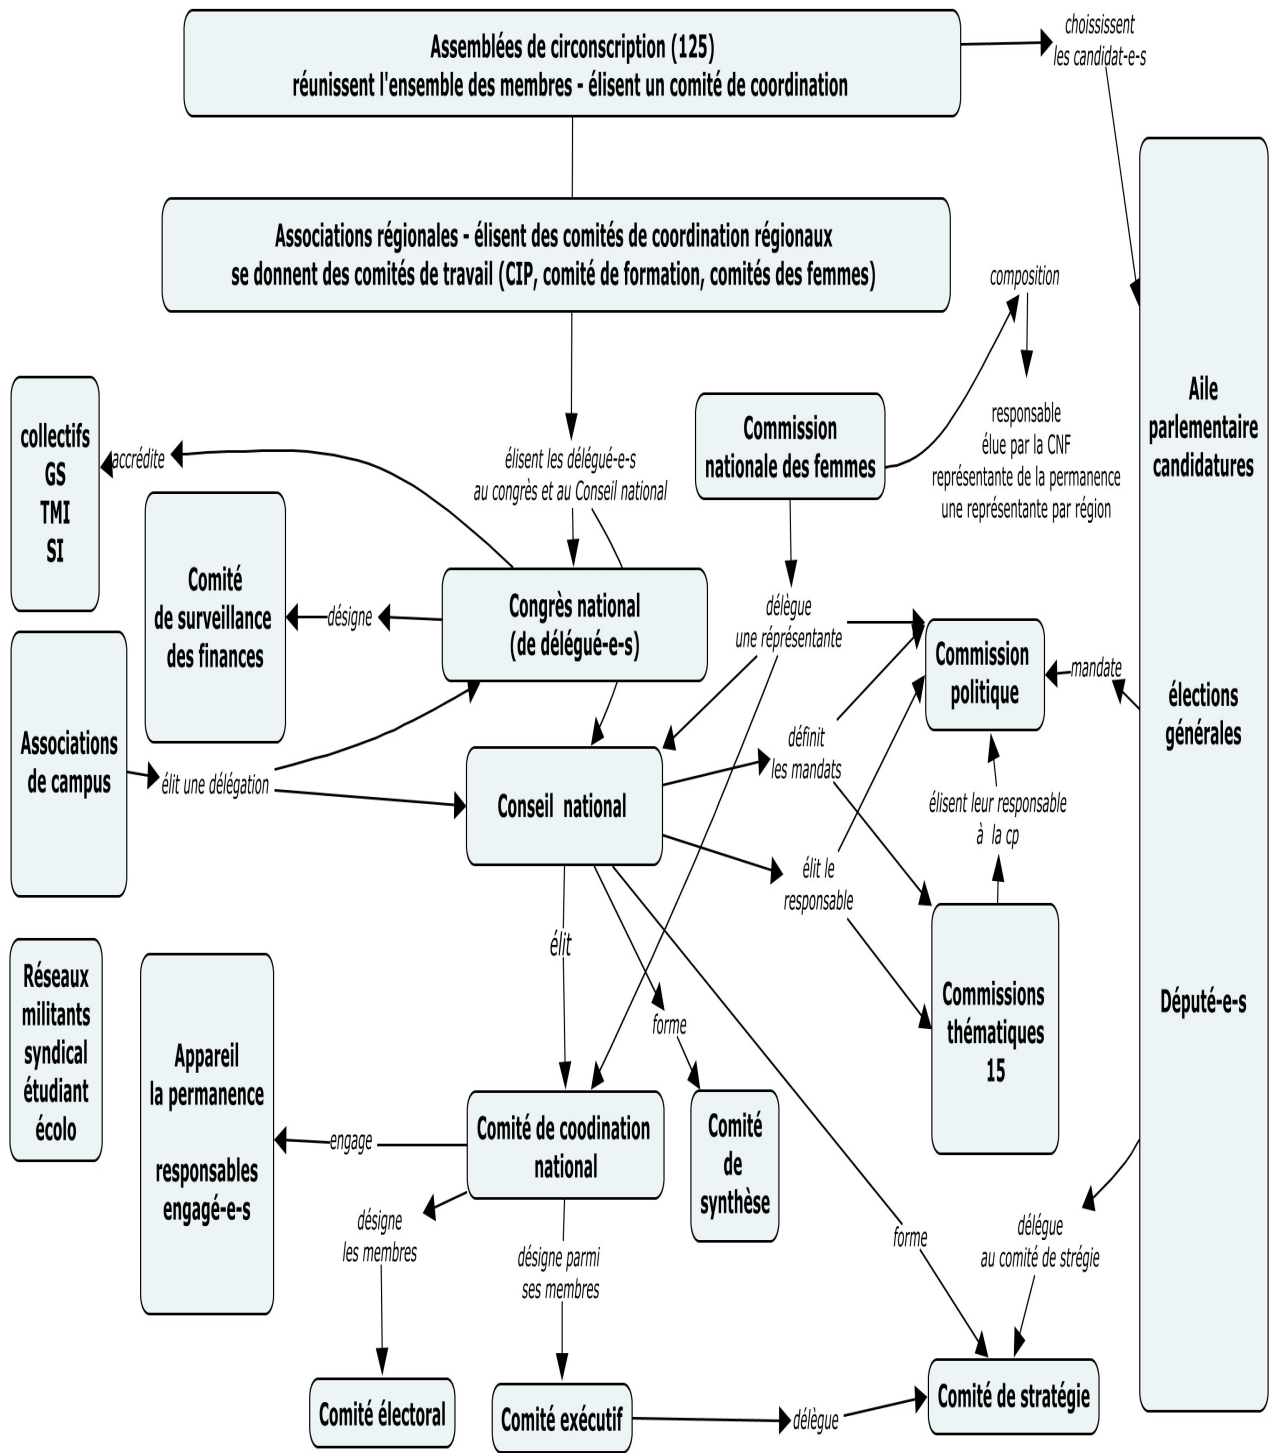 Assemblées de circonscription (125)
réunissent l'ensemble des membres - élisent un comité de coordination
choississent
les candidat-e-s
Associations régionales - élisent des comités de coordination régionaux
se donnent des comités de travail (CIP, comité de formation, comités des femmes)
composition
responsable
élue par la CNF
représentante de la permanence
une représentante par région
Aile
parlementaire
candidatures
élections
générales
Député-e-s
collectifs
GS
TMI
SI
accrédite
élisent les délégué-e-s
au congrès et au Conseil national
Commission
nationale des femmes
Comité
de surveillance
des finances
désigne
Congrès national
(de délégué-e-s)
délègue
une réprésentante
Commission
politique
mandate
Associations
de campus
élit une délégation
Conseil national
définit
les mandats
élisent leur responsable
à la cp
élit le
responsable
Réseaux
militants
syndical
étudiant
écolo
Appareil
la permanence
responsables
engagé-e-s
élit
forme
Commissions
thématiques
15
engage
Comité de coodination
national
Comité
de
synthèse
désigne
les membres
désigne parmi
ses membres
forme
délégue
au comité de strégie
Comité électoral
Comité exécutif
délègue
Comité de stratégie